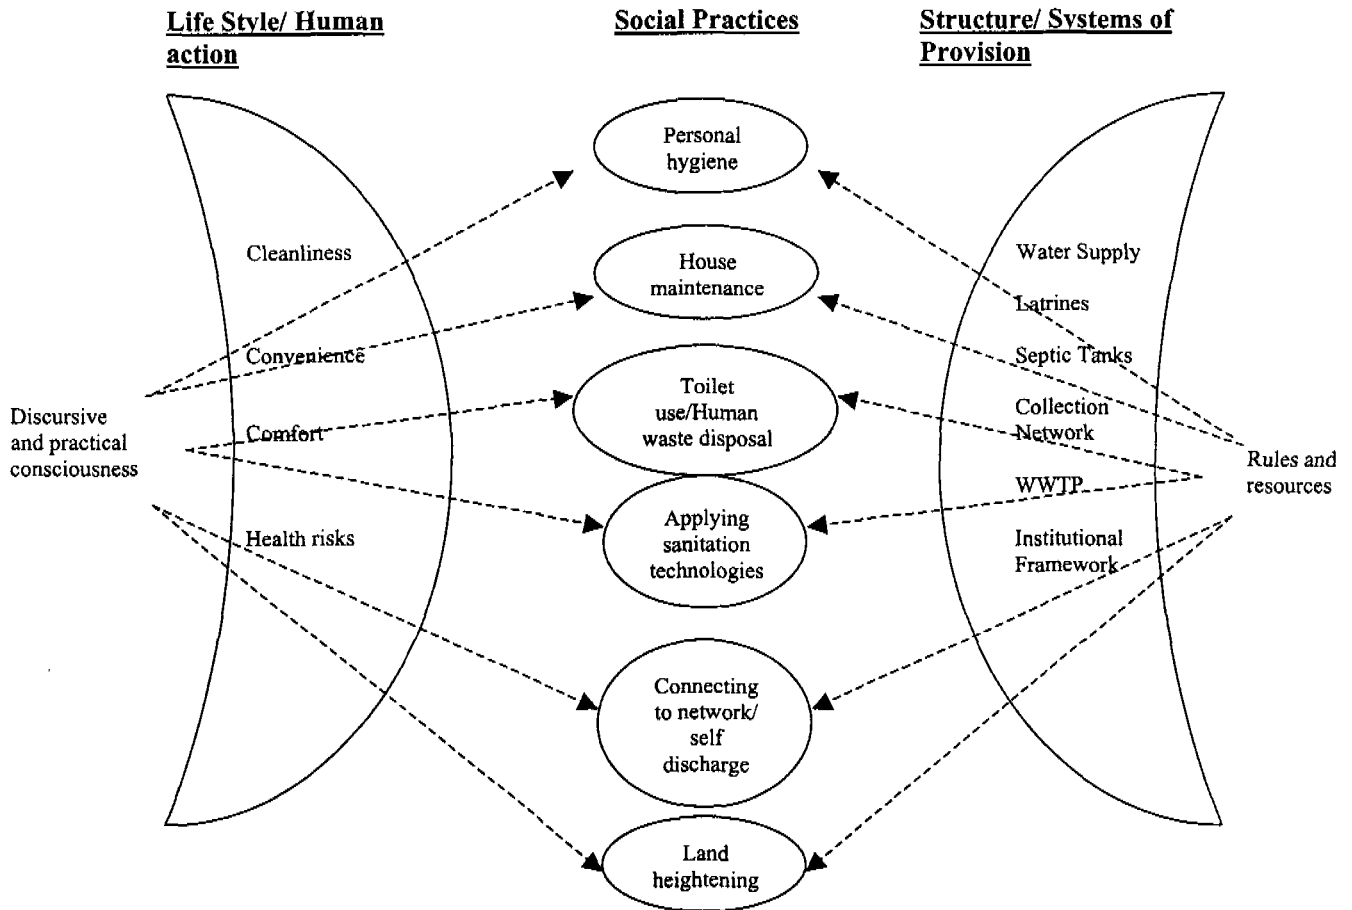 Life Style/ Human
action
Social Practices
Structure/ Systems of
Provision
Personal
hygiene
Cleanliness
House
maintenance
Water Supply
Latrines
Convenience
Septic Tanks
Discursive
and practical
consciousness
Comfort
Toilet
use/Human
waste disposal
Collection
Network
Rules and
resources
WWTP
Health risks
Applying
sanitation
technologies
Institutional
Framework
Connecting
to network/
self
discharge
Land
heightening